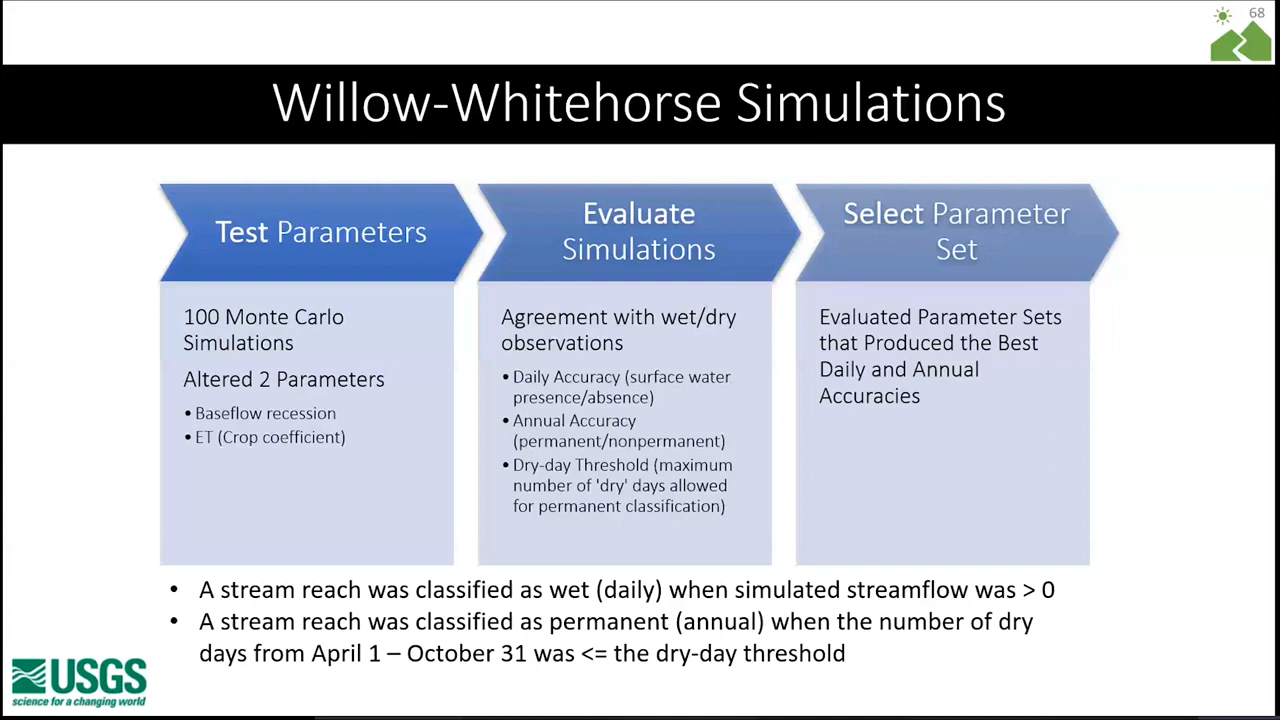 68
Willow-Whitehorse Simulations
Test Parameters
100 Monte Carlo
Simulations
Altered 2 Parameters
• Baseflow recession
• ET (Crop coefficient)
Evaluate
Simulations
Agreement with wet/dry
observations
• Daily Accuracy (surface water
presence/absence)
• Annual Accuracy
(permanent/nonpermanent)
• Dry-day Threshold (maximum
number of 'dry' days allowed
for permanent classification)
Select Parameter
Set
Evaluated Parameter Sets
that Produced the Best
Daily and Annual
Accuracies
• A stream reach was classified as wet (daily) when simulated streamflow was > 0
• A stream reach was classified as permanent (annual) when the number of dry
days from April 1 – October 31 was <= the dry-day threshold
USGS
science for a changing world